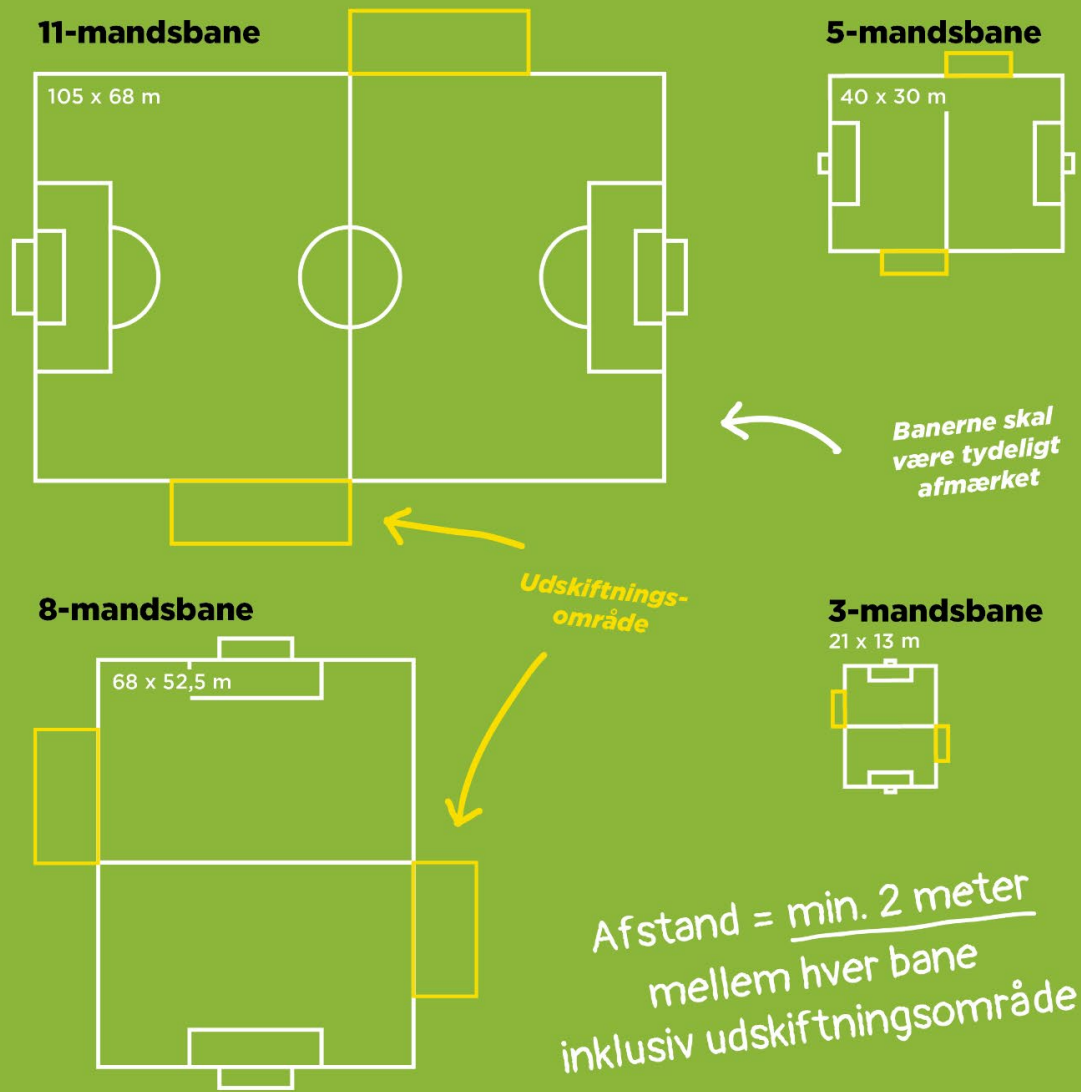 11-mandsbane
105 x 68 m
5-mandsbane
40 x 30 m
Banerne skal
være tydeligt
afmærket
Udskiftnings-
område
8-mandsbane
68 x 52,5 m
3-mandsbane
21 x 13 m
Afstand = min. 2 meter
mellem hver bane
inklusiv udskiftningsområde